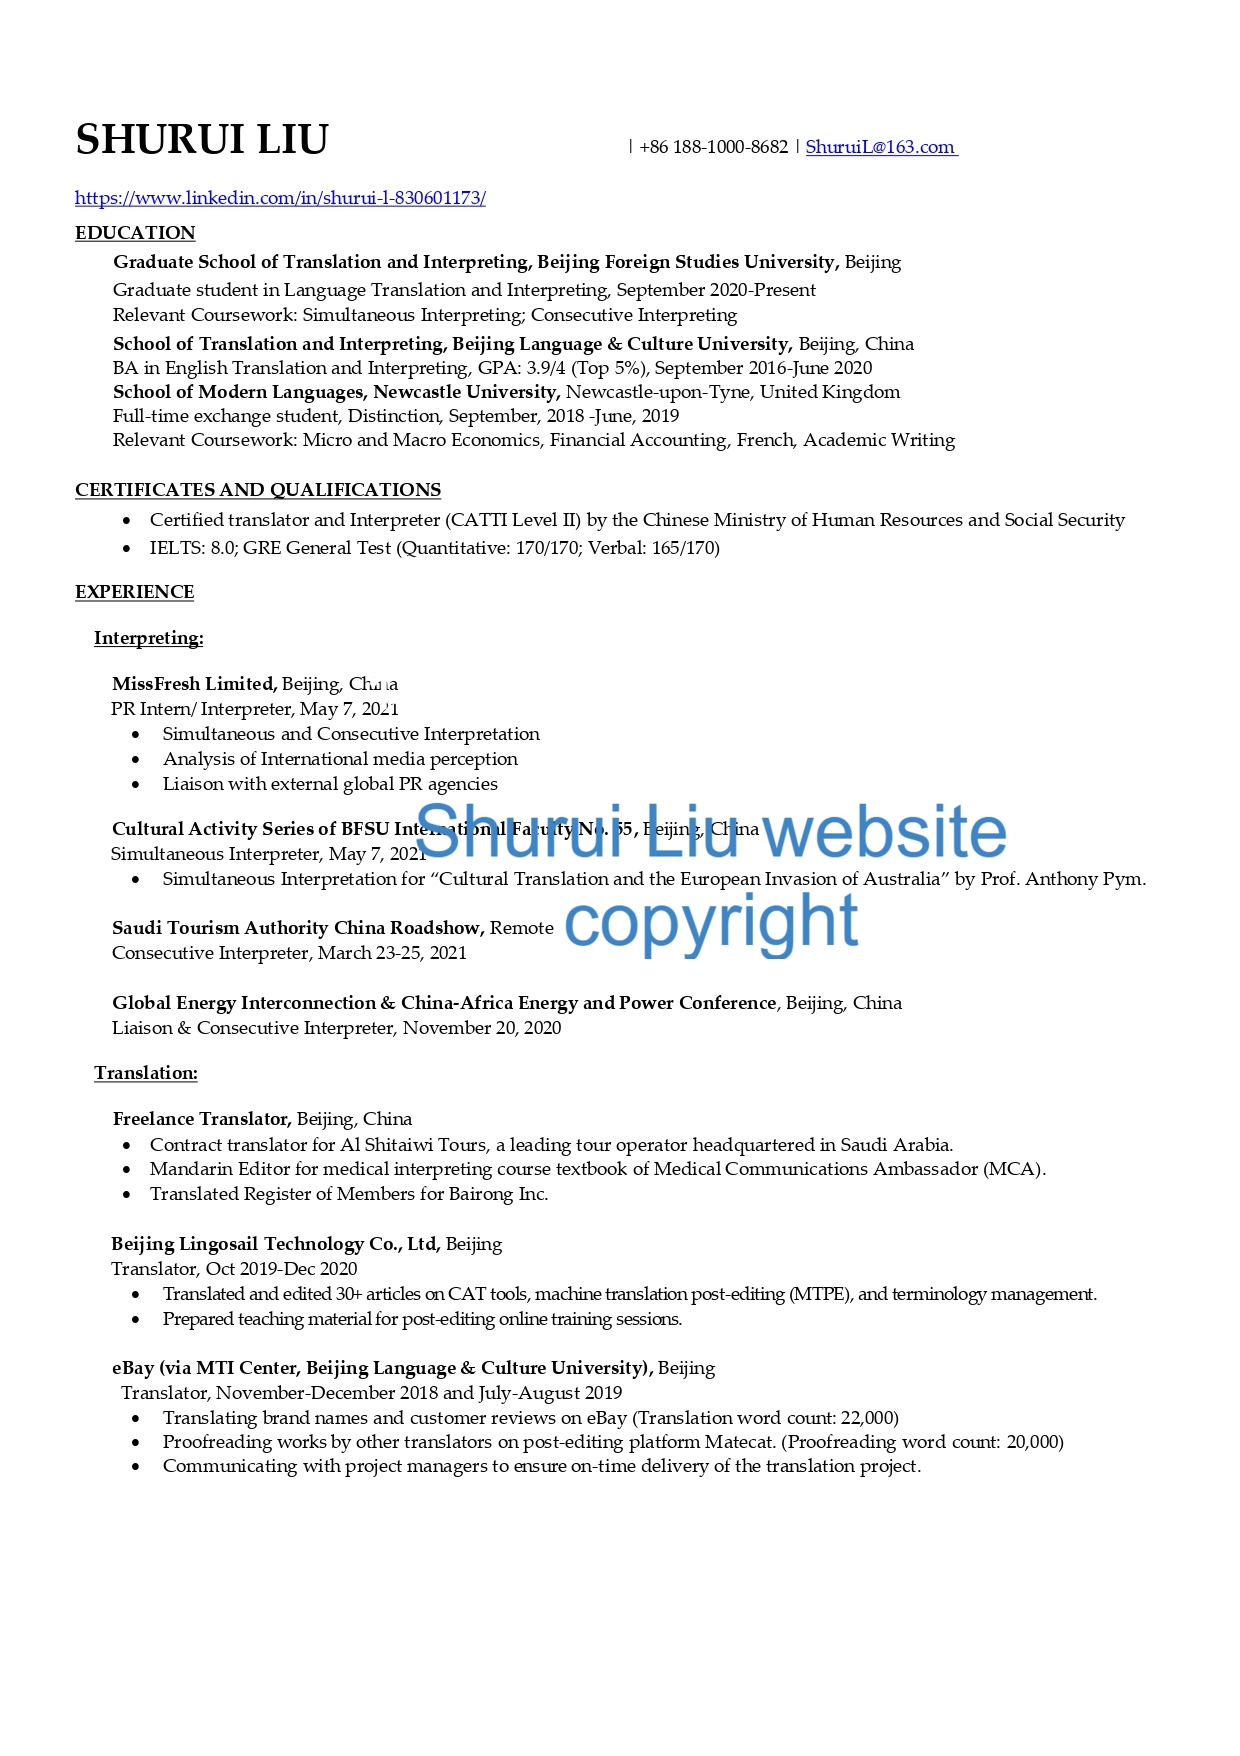 SHURUI LIU | +86 188-1000-8682 | ShuruiL@163.com
https://www.linkedin.com/in/shurui-l-830601173/
EDUCATION
Graduate School of Translation and Interpreting, Beijing Foreign Studies University, Beijing
Graduate student in Language Translation and Interpreting, September 2020-Present
Relevant Coursework: Simultaneous Interpreting; Consecutive Interpreting
School of Translation and Interpreting, Beijing Language & Culture University, Beijing, China
BA in English Translation and Interpreting, GPA: 3.9/4 (Top 5%), September 2016-June 2020
School of Modern Languages, Newcastle University, Newcastle-upon-Tyne, United Kingdom
Full-time exchange student, Distinction, September, 2018 -June, 2019
Relevant Coursework: Micro and Macro Economics, Financial Accounting, French, Academic Writing
CERTIFICATES AND QUALIFICATIONS
• Certified translator and Interpreter (CATTI Level II) by the Chinese Ministry of Human Resources and Social Security
• IELTS: 8.0; GRE General Test (Quantitative: 170/170; Verbal: 165/170)
EXPERIENCE
Interpreting:
MissFresh Limited, Beijing, China
PR Intern/ Interpreter, May 7, 2021
• Simultaneous and Consecutive Interpretation
• Analysis of International media perception
• Liaison with external global PR agencies
Cultural Activity Series of BFSU International Faculty No. 55, Beijing, China
Simultaneous Interpreter, May 7, 2021
Shurui Liu website
• Simultaneous Interpretation for “Cultural Translation and the European Invasion of Australia” by Prof. Anthony Pym.
copyright
Saudi Tourism Authority China Roadshow, Remote
Consecutive Interpreter, March 23-25, 2021
Global Energy Interconnection & China-Africa Energy and Power Conference, Beijing, China
Liaison & Consecutive Interpreter, November 20, 2020
Translation:
Freelance Translator, Beijing, China
• Contract translator for Al Shitaiwi Tours, a leading tour operator headquartered in Saudi Arabia.
• Mandarin Editor for medical interpreting course textbook of Medical Communications Ambassador (MCA).
• Translated Register of Members for Bairong Inc.
Beijing Lingosail Technology Co., Ltd, Beijing
Translator, Oct 2019-Dec 2020
• Translated and edited 30+ articles on CAT tools, machine translation post-editing (MTPE), and terminology management.
• Prepared teaching material for post-editing online training sessions.
eBay (via MTI Center, Beijing Language & Culture University), Beijing
Translator, November-December 2018 and July-August 2019
• Translating brand names and customer reviews on eBay (Translation word count: 22,000)
• Proofreading works by other translators on post-editing platform Matecat. (Proofreading word count: 20,000)
• Communicating with project managers to ensure on-time delivery of the translation project.